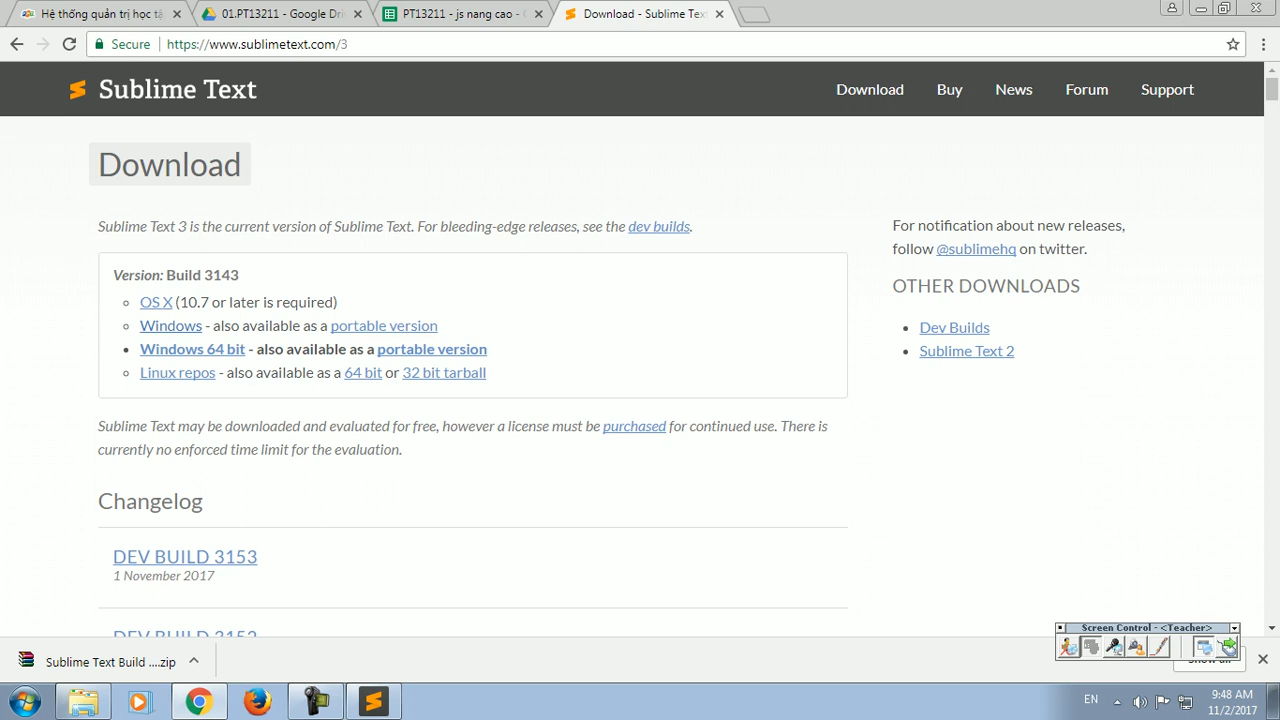 Hệ thống quản trị học tậ
01.PT13211 - Google Dri
PT13211 - js nang cao - G
Download - Sublime Text
Secure
https://www.sublimetext.com/3
Sublime Text
Download
Buy
News
Forum
Support
Download
Sublime Text 3 is the current version of Sublime Text. For bleeding-edge releases, see the dev builds.
Version: Build 3143
OS X (10.7 or later is required)
Windows - also available as a portable version
Windows 64 bit - also available as a portable version
Linux repos - also available as a 64 bit or 32 bit tarball
Sublime Text may be downloaded and evaluated for free, however a license must be purchased for continued use. There is
currently no enforced time limit for the evaluation.
Changelog
DEV BUILD 3153
1 November 2017
DEV BUILD 3152
For notification about new releases,
follow @sublimehq on twitter.
OTHER DOWNLOADS
Dev Builds
Sublime Text 2
Screen Control - <Teacher>
Sublime Text Build ....zip
Show all
EN
9:48 AM
11/2/2017